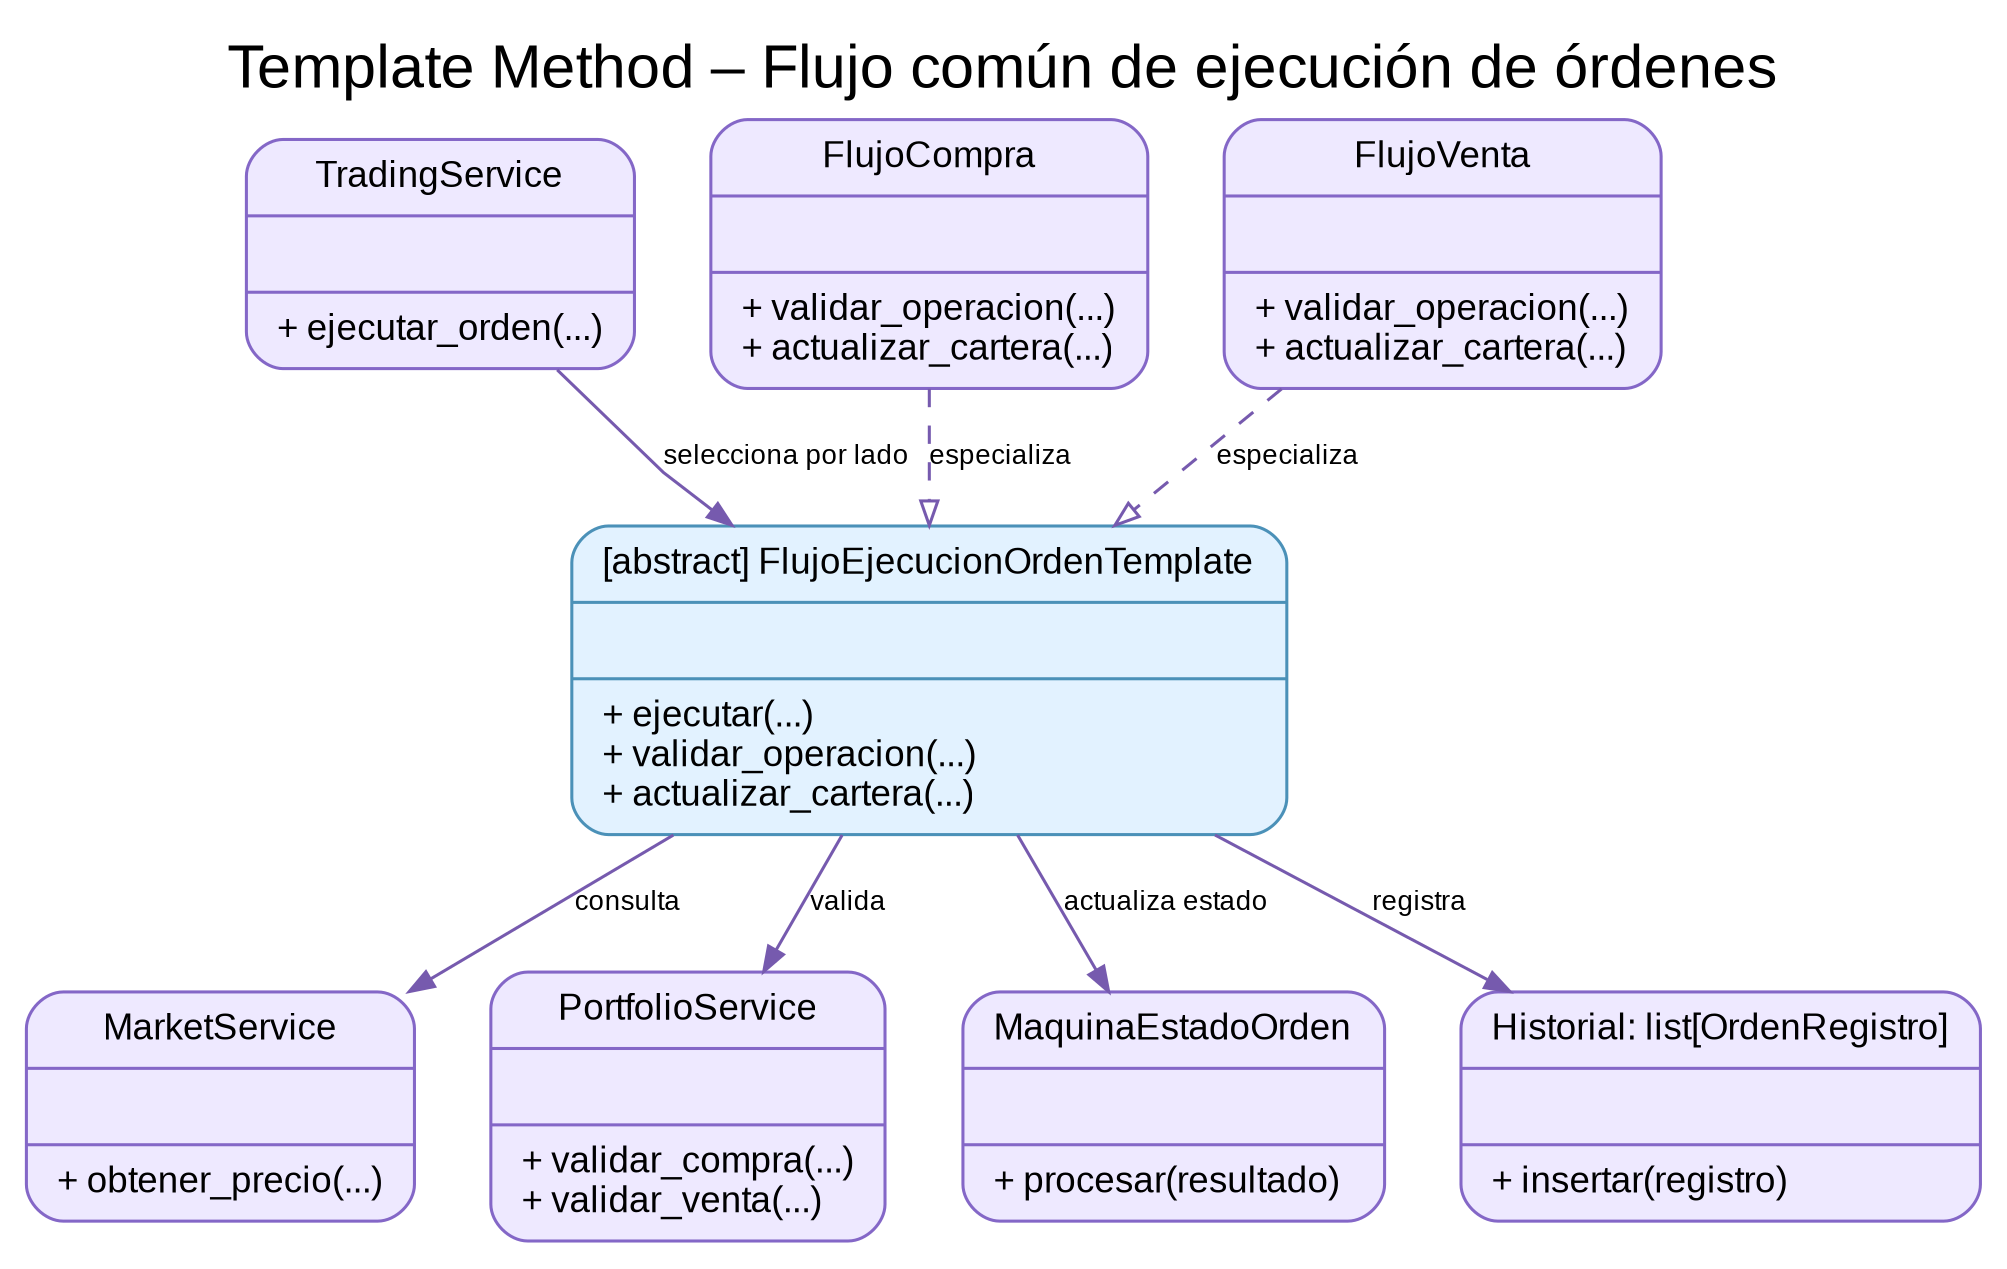 Template Method – Flujo común de ejecución de órdenes
TradingService
+ ejecutar_orden(...)
FlujoCompra
+ validar_operacion(...)
+ actualizar_cartera(...)
FlujoVenta
+ validar_operacion(...)
+ actualizar_cartera(...)
selecciona por lado
especializa
especializa
[abstract] FlujoEjecucionOrdenTemplate
+ ejecutar(...)
+ validar_operacion(...)
+ actualizar_cartera(...)
consulta
valida
actualiza estado
registra
MarketService
+ obtener_precio(...)
PortfolioService
+ validar_compra(...)
+ validar_venta(...)
MaquinaEstadoOrden
+ procesar(resultado)
Historial: list[OrdenRegistro]
+ insertar(registro)